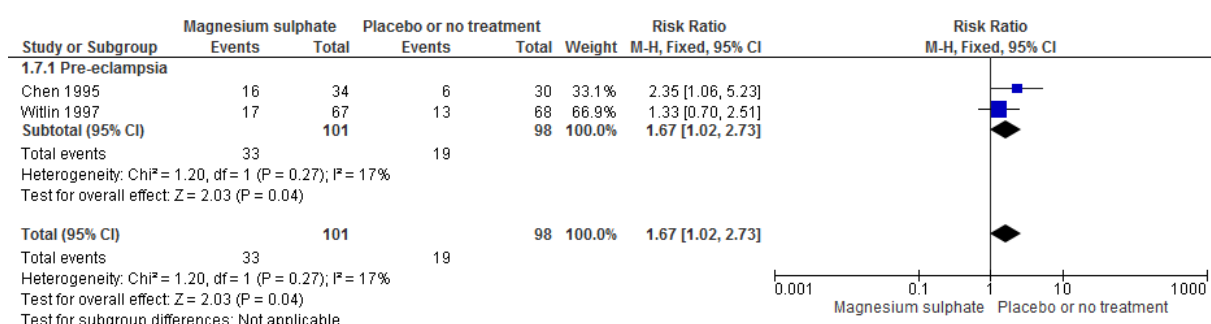 Magnesium sulphate Placebo or no treatment Risk Ratio Risk Ratio
Study or Subgroup Events Total Events Total Weight M-H, Fixed, 95% CI M-H, Fixed, 95% CI
1.7.1 Pre-eclampsia
Chen 1995 16 34 6 30 33.1% 2.35 [1.06, 5.23]
Witlin 1997 17 67 13 68 66.9% 1.33 [0.70, 2.51]
Subtotal (95% CI) 101 98 100.0% 1.67 [1.02, 2.73]
Total events 33 19
Heterogeneity: Chi² = 1.20, df = 1 (P = 0.27); I² = 17%
Test for overall effect: Z = 2.03 (P = 0.04)
Total (95% CI) 101 98 100.0% 1.67 [1.02, 2.73]
Total events 33 19
Heterogeneity: Chi² = 1.20, df = 1 (P = 0.27); I² = 17%
Test for overall effect: Z = 2.03 (P = 0.04)
Test for subgroup differences: Not applicable
0.001 0.1 1 10 1000
Magnesium sulphate Placebo or no treatment